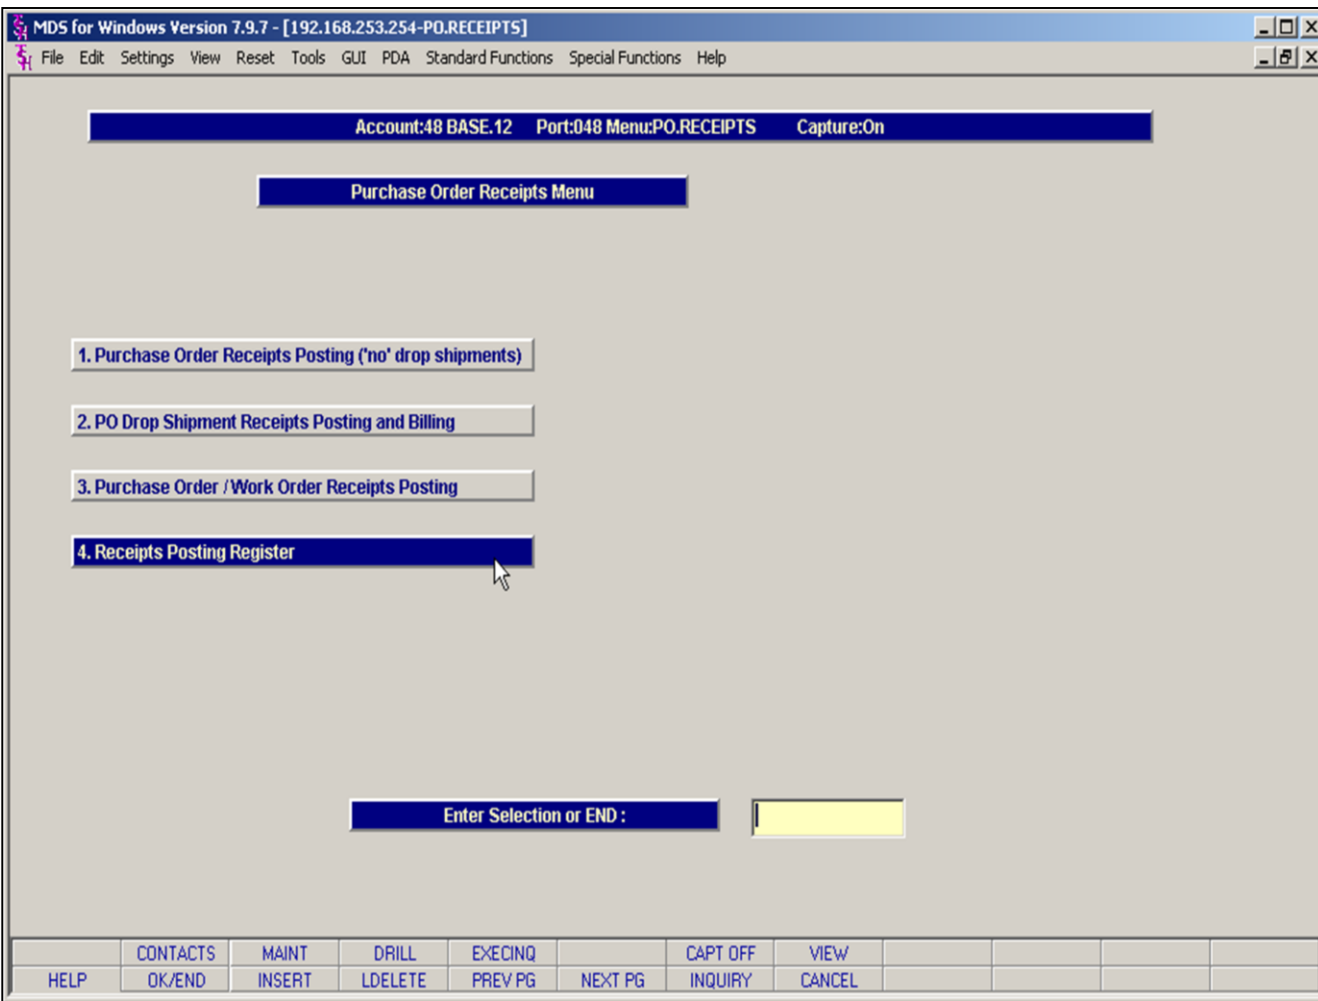 MDS for Windows Version 7.9.7 - [192.168.253.254-PO.RECEIPTS]
File Edit Settings View Reset Tools GUI PDA Standard Functions Special Functions Help
Account:48 BASE.12 Port:048 Menu:PO.RECEIPTS Capture:On
Purchase Order Receipts Menu
1. Purchase Order Receipts Posting ('no' drop shipments)
2. PO Drop Shipment Receipts Posting and Billing
3. Purchase Order / Work Order Receipts Posting
4. Receipts Posting Register
Enter Selection or END :
CONTACTS MAINT DRILL EXECINQ CAPT OFF VIEW
HELP OK/END INSERT LDELETE PREV PG NEXT PG INQUIRY CANCEL